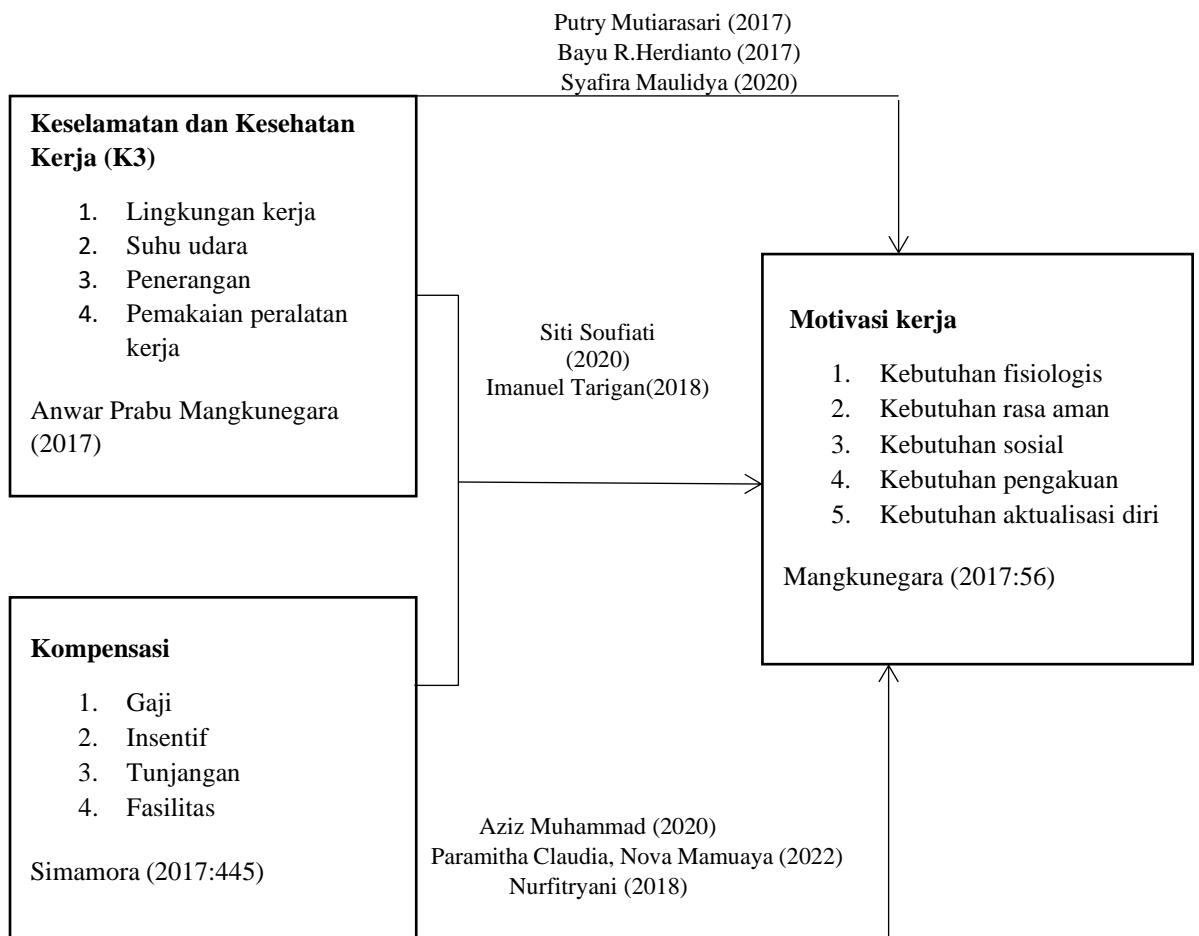 Putry Mutiarasari (2017)
Bayu R.Herdianto (2017)
Syafira Maulidya (2020)
Keselamatan dan Kesehatan
Kerja (K3)
1. Lingkungan kerja
2. Suhu udara
3. Penerangan
4. Pemakaian peralatan
kerja
Anwar Prabu Mangkunegara
(2017)
Siti Soufiati
(2020)
Imanuel Tarigan(2018)
Motivasi kerja
1. Kebutuhan fisiologis
2. Kebutuhan rasa aman
3. Kebutuhan sosial
4. Kebutuhan pengakuan
5. Kebutuhan aktualisasi diri
Mangkunegara (2017:56)
Kompensasi
1. Gaji
2. Insentif
3. Tunjangan
4. Fasilitas
Simamora (2017:445)
Aziz Muhammad (2020)
Paramitha Claudia, Nova Mamuaya (2022)
Nurfitryani (2018)